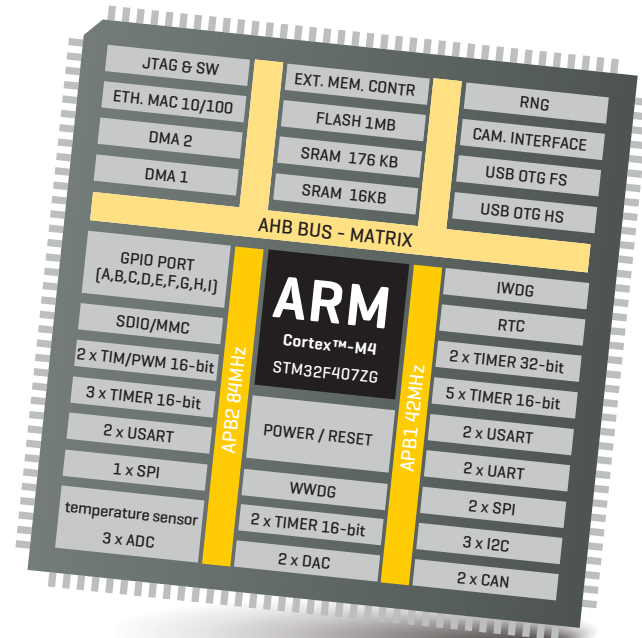 JTAG & SW
ETH. MAC 10/100
DMA 2
DMA 1
EXT. MEM. CONTR
FLASH 1MB
SRAM 176 KB
SRAM 16KB
RNG
CAM. INTERFACE
USB OTG FS
USB OTG HS
AHB BUS - MATRIX
GPIO PORT
(A,B,C,D,E,F,G,H,I)
SDIO/MMC
2 x TIM/PWM 16-bit
3 x TIMER 16-bit
2 x USART
1 x SPI
temperature sensor
3 x ADC
APB2 84MHz
ARM
Cortex™-M4
STM32F407ZG
POWER / RESET
WWDG
2 x TIMER 16-bit
2 x DAC
APB1 42MHz
IWDG
RTC
2 x TIMER 32-bit
5 x TIMER 16-bit
2 x USART
2 x UART
2 x SPI
3 x I2C
2 x CAN